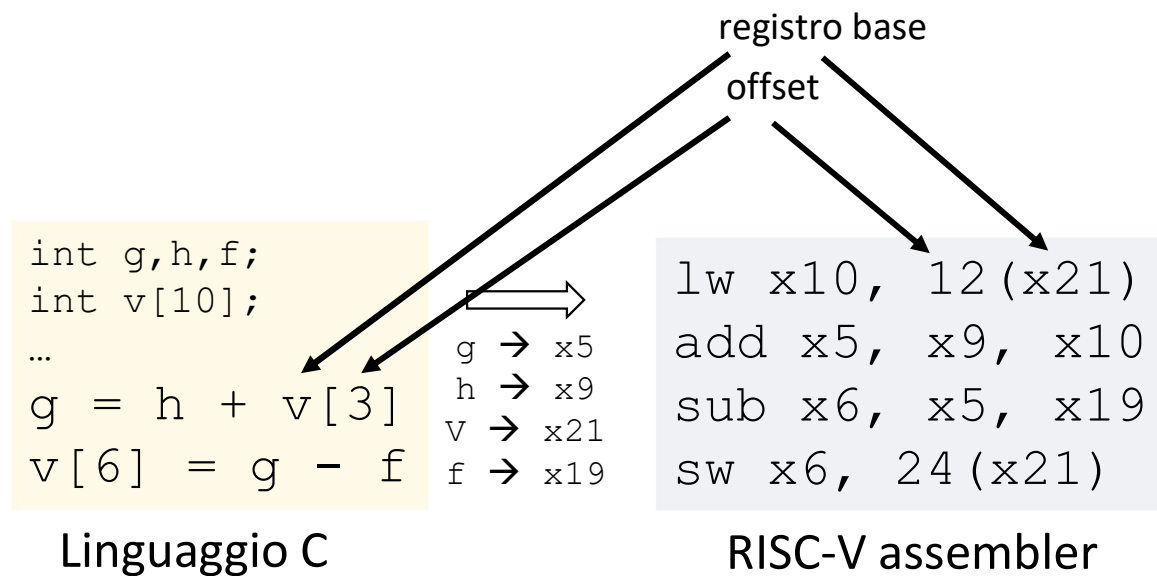 registro base
offset
int g,h,f;
int v[10];
…
g = h + v[3]
v[6] = g - f
g → x5
h → x9
V → x21
f → x19
lw x10, 12(x21)
add x5, x9, x10
sub x6, x5, x19
sw x6, 24(x21)
Linguaggio C
RISC-V assembler